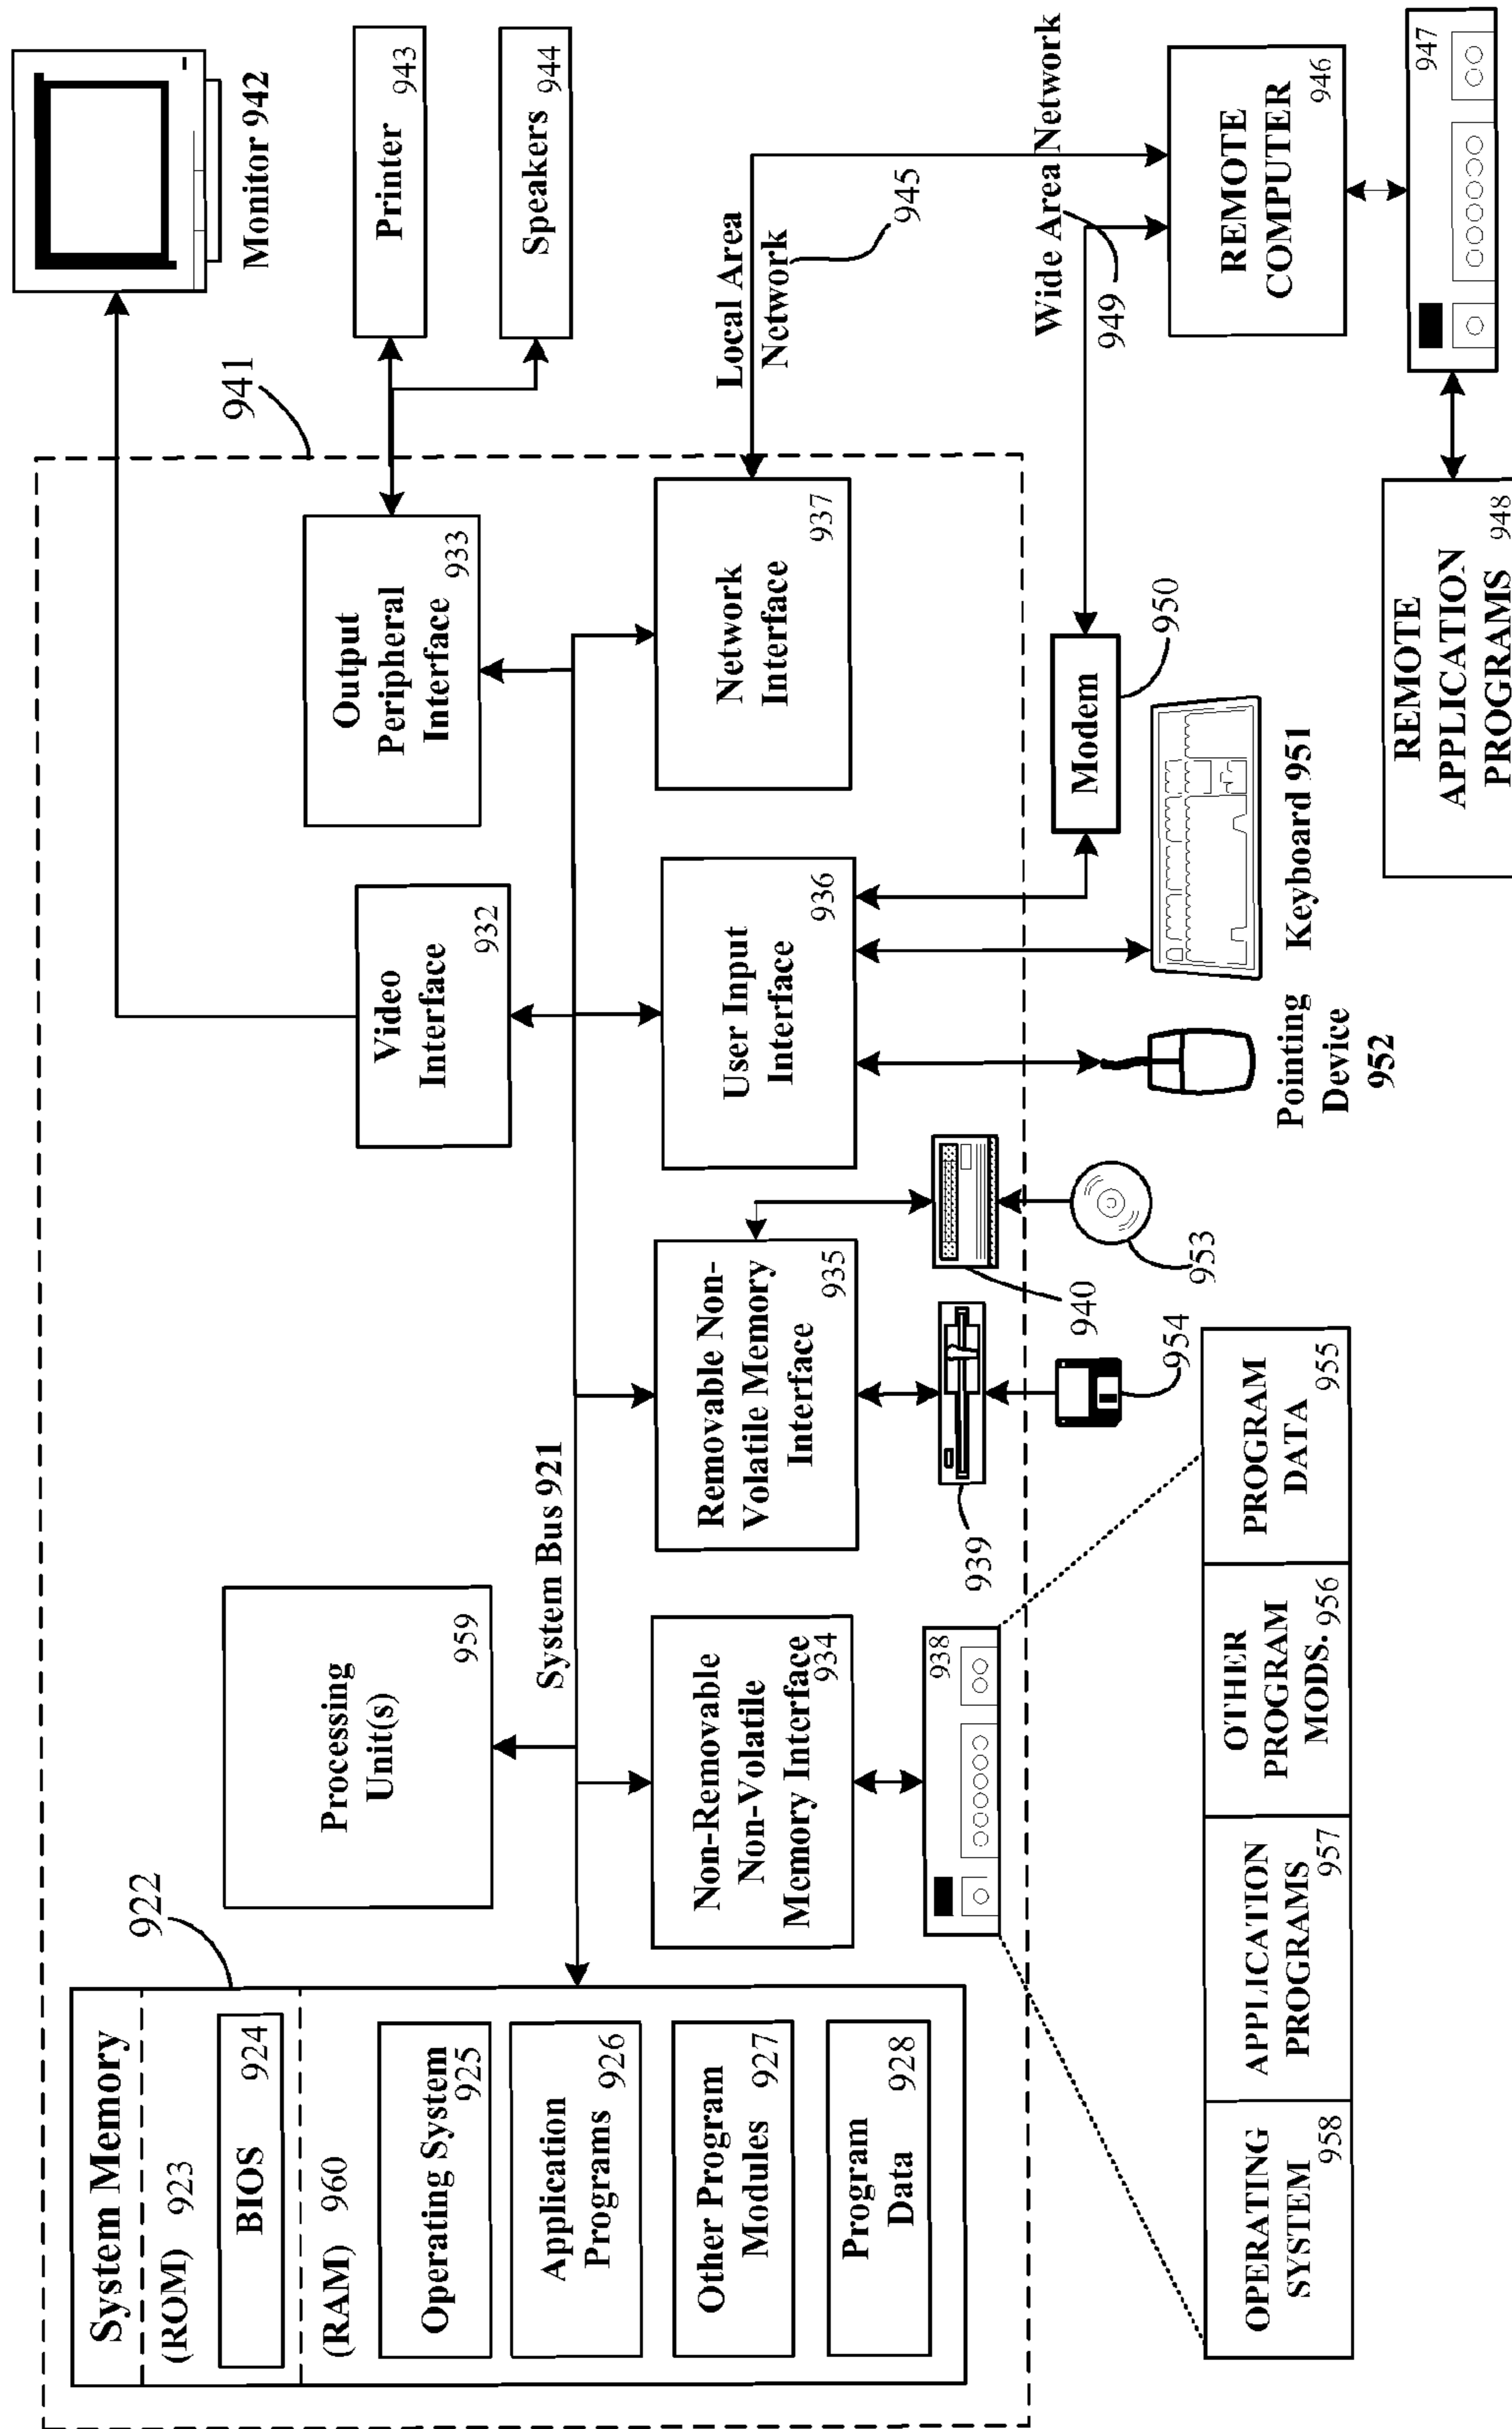 System Memory
(ROM) 923
BIOS 924
(RAM) 960
Operating System
925
Application
Programs 926
Other Program
Modules 927
Program
Data 928
922
Processing
Unit(s)
959
System Bus 921
Non-Removable
Non-Volatile
Memory Interface
934
938
Removable Non-
Volatile Memory
Interface
935
939
940
953
954
Video
Interface
932
User Input
Interface
936
Output
Peripheral
Interface
933
Network
Interface
937
941
Monitor 942
Printer
943
Speakers
944
Local Area
Network
945
Wide Area Network
949
Modem
950
Keyboard 951
Pointing
Device
952
REMOTE
COMPUTER
946
947
REMOTE
APPLICATION
PROGRAMS
948
OPERATING
SYSTEM
958
APPLICATION
PROGRAMS
957
OTHER
PROGRAM
MODS. 956
PROGRAM
DATA
955